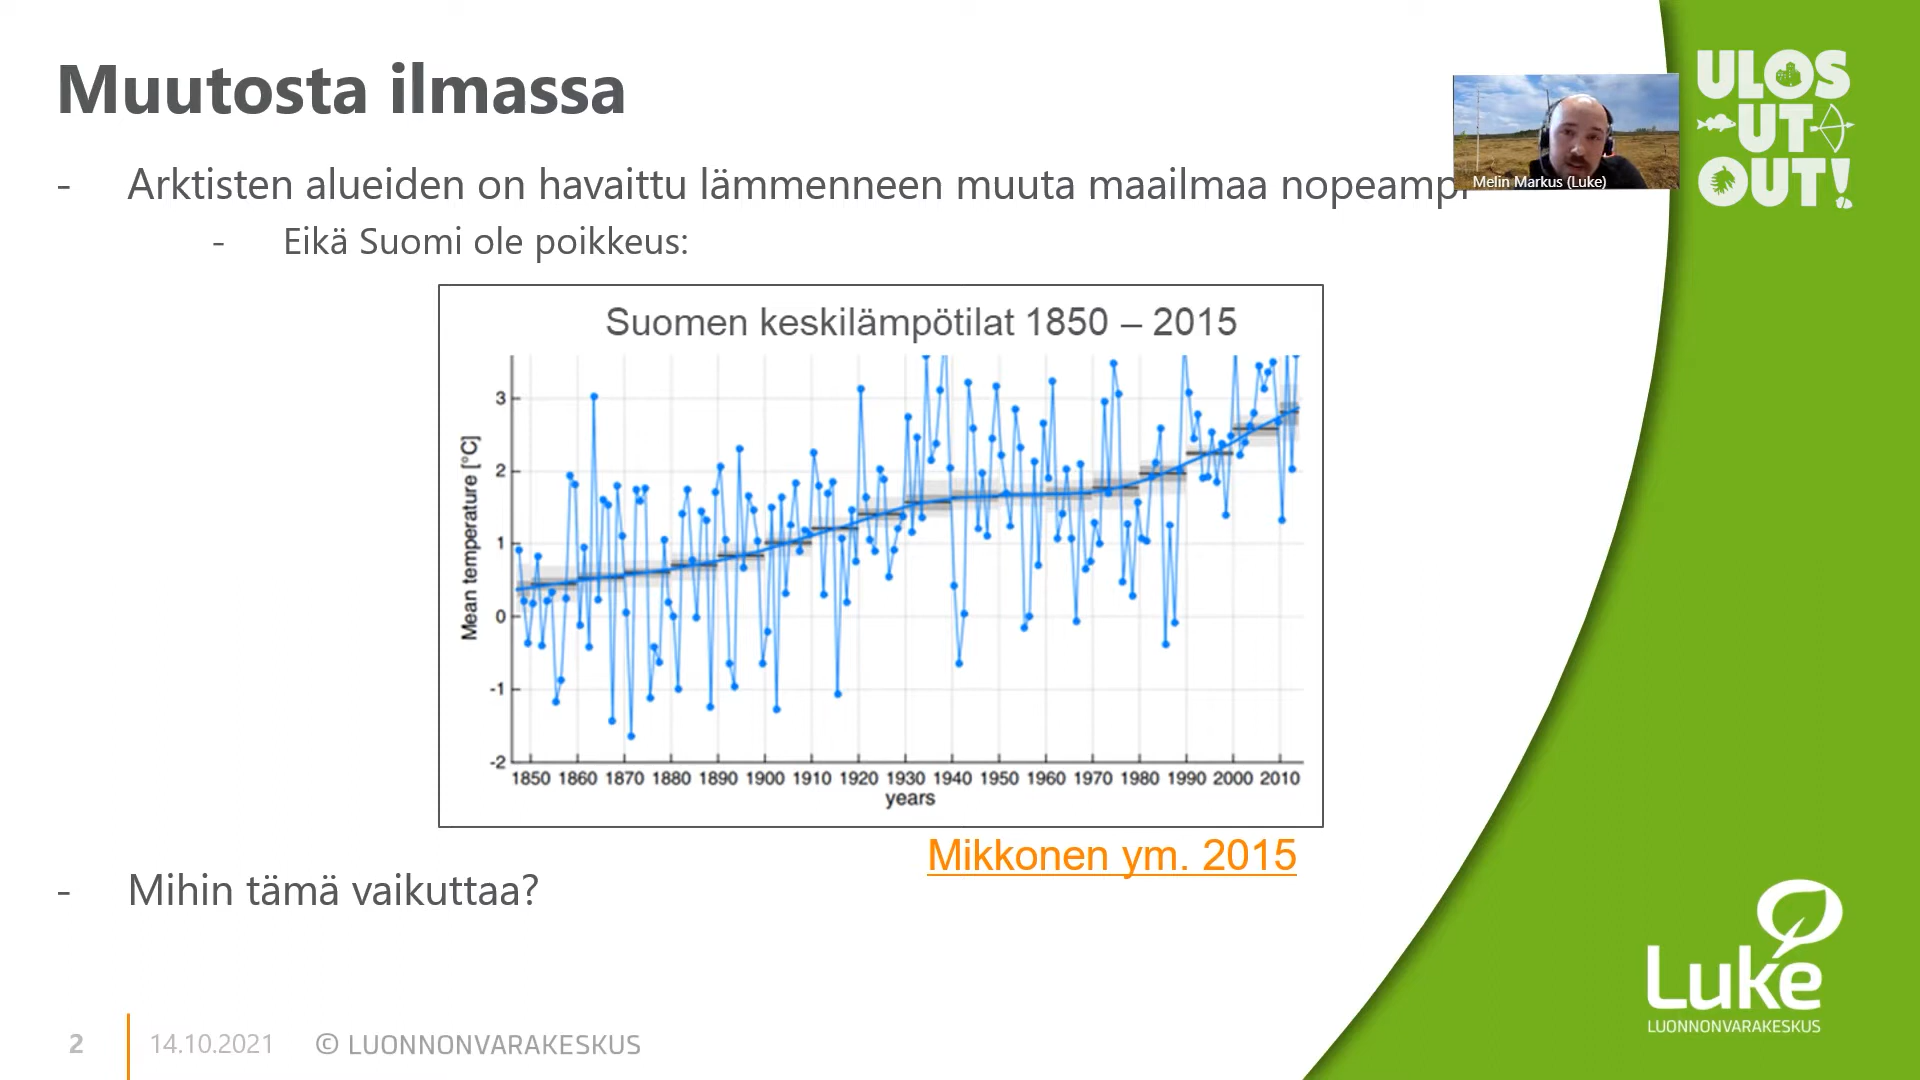 Muutosta ilmassa
ULOS
UT
OUT!
- Arktisten alueiden on havaittu lämmenneen muuta maailmaa
Melin Markus (Luke)
- Eikä Suomi ole poikkeus:
Suomen keskilämpötilat 1850 – 2015
Mean temperature [°C]
3
2
1
0
-1
-2
1850 1860 1870 1880 1890 1900 1910 1920 1930 1940 1950 1960 1970 1980 1990 2000 2010
years
Mikkonen ym. 2015
- Mihin tämä vaikuttaa?
Luke
LUONNONVARAKESKUS
2
14.10.2021
© LUONNONVARAKESKUS